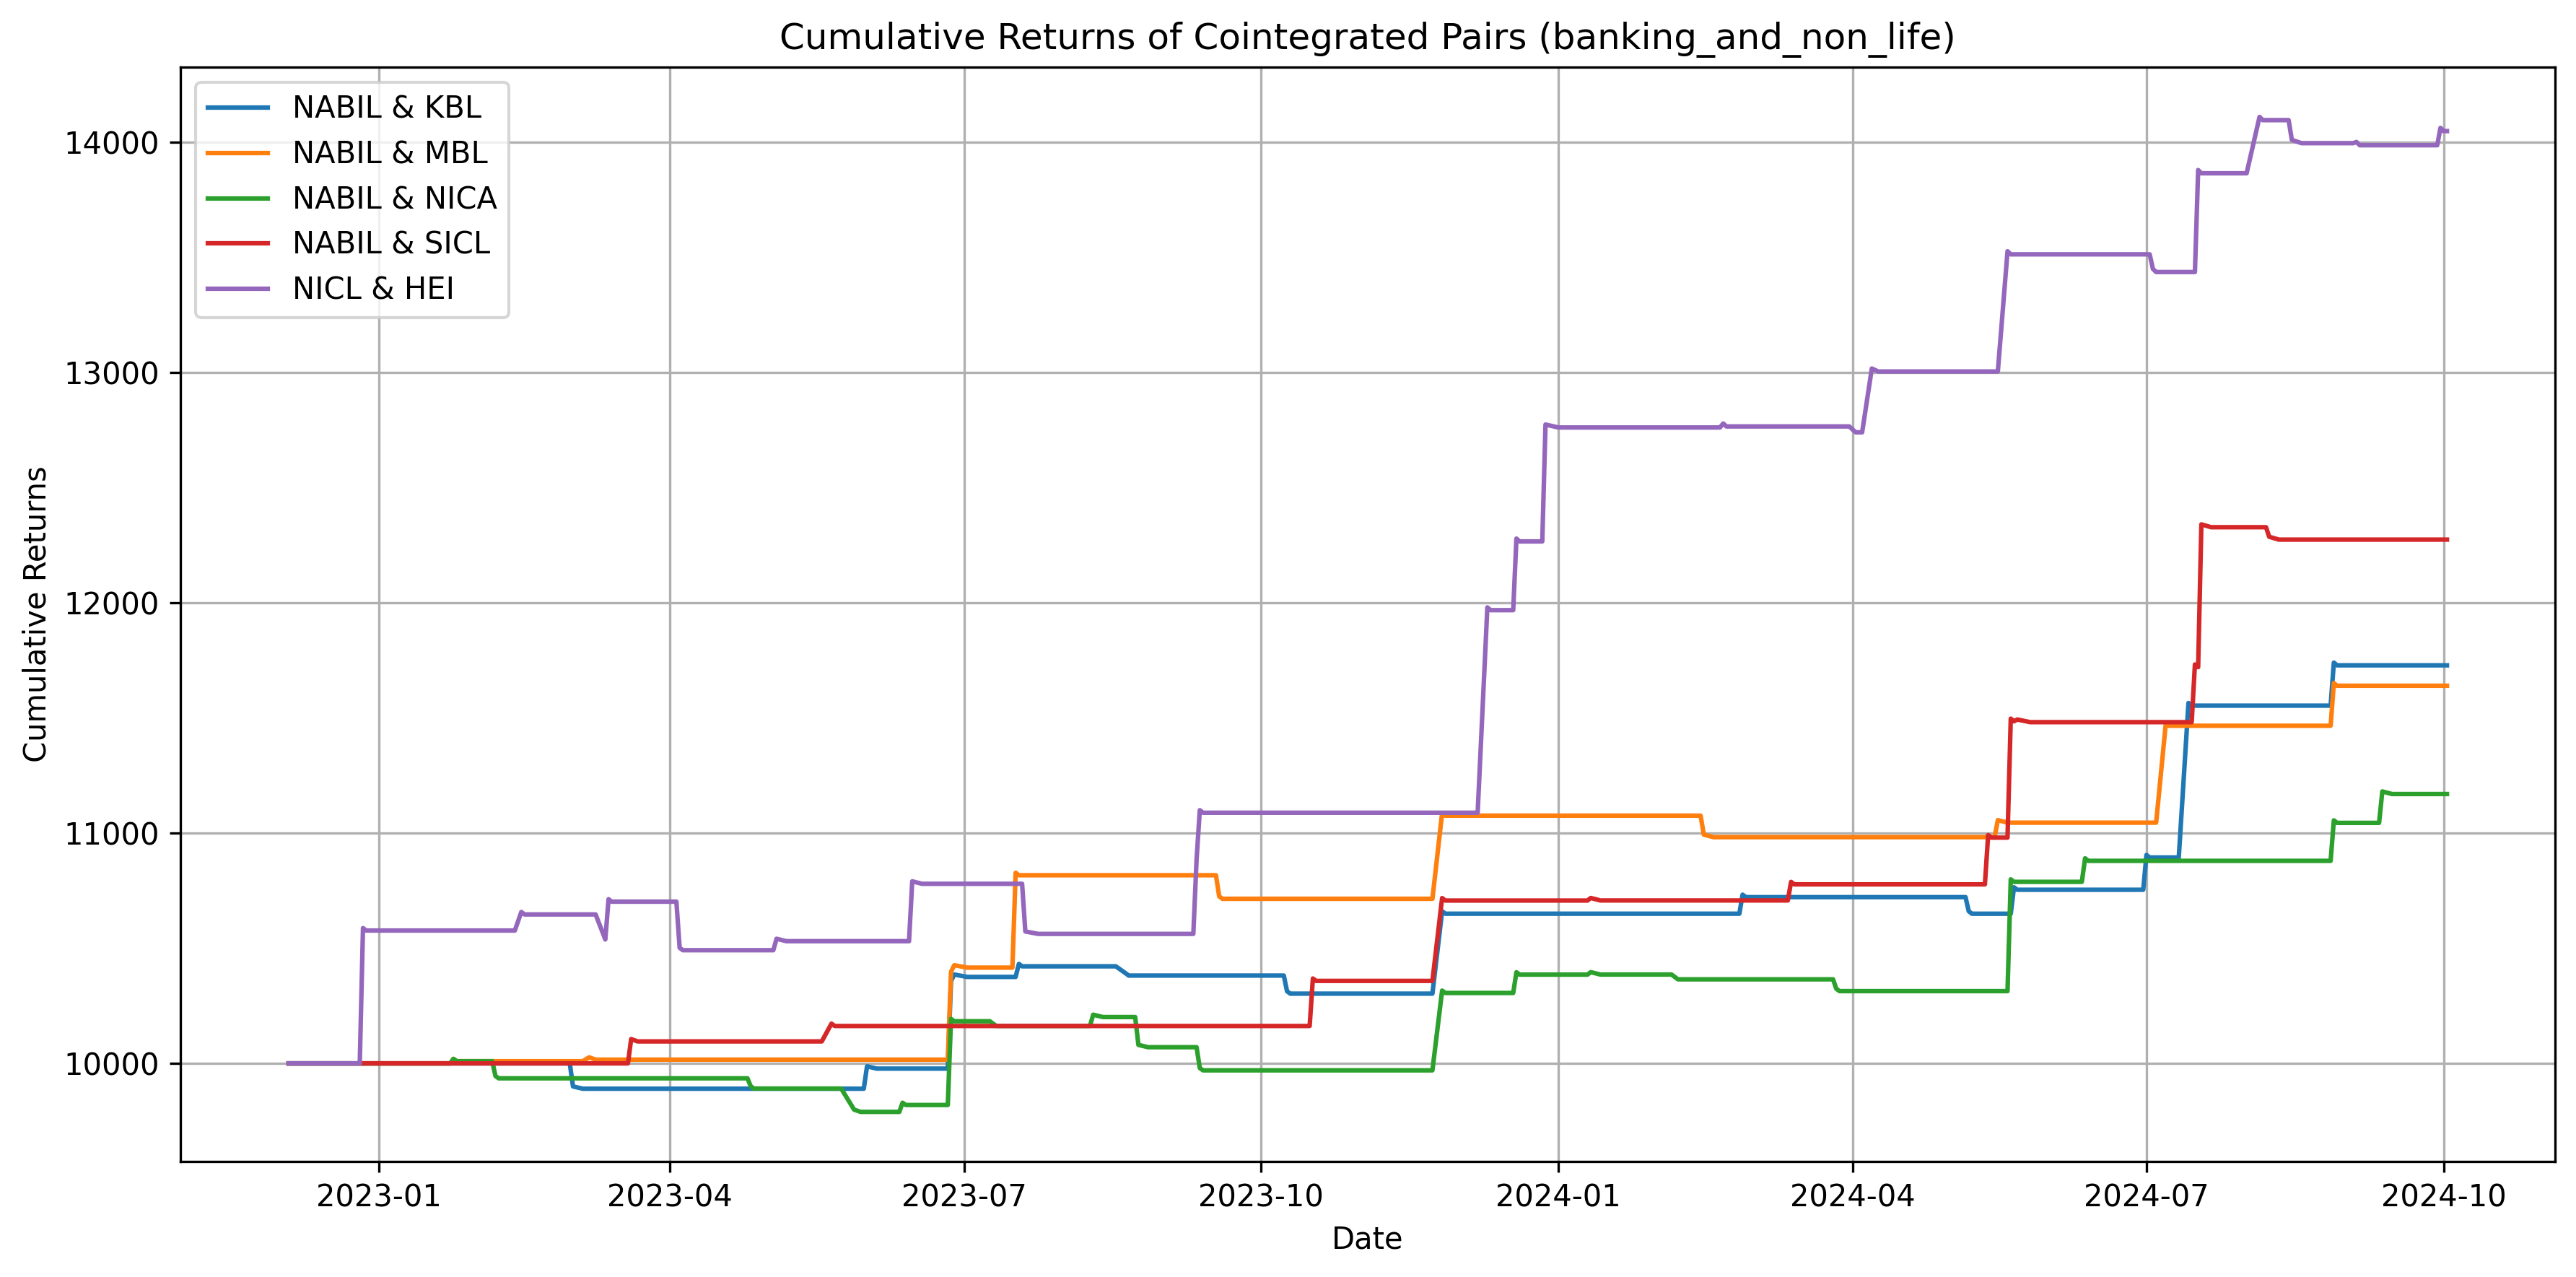 Cumulative Returns of Cointegrated Pairs (banking_and_non_life)
NABIL & KBL
NABIL & MBL
NABIL & NICA
NABIL & SICL
NICL & HEI
14000
13000
12000
11000
10000
Cumulative Returns
2023-01 2023-04 2023-07 2023-10 2024-01 2024-04 2024-07 2024-10
Date